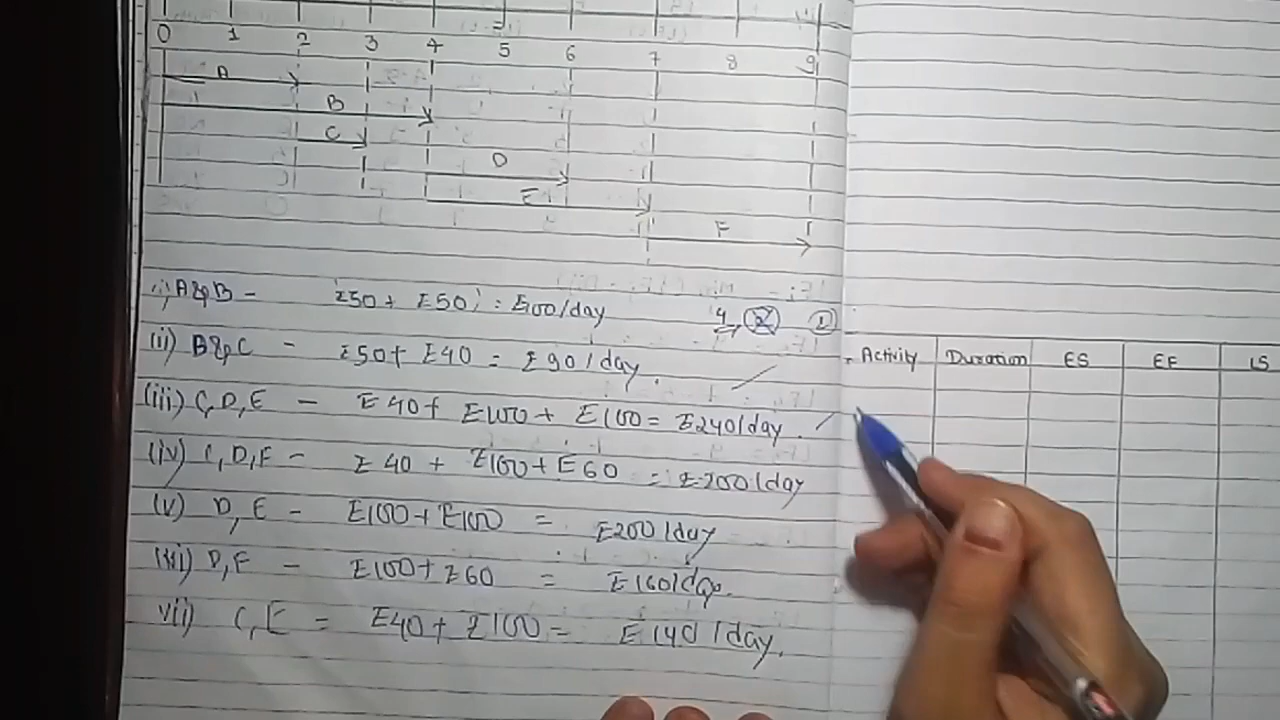 0 1 2 3 4 5 6 7 8 9
A
B
C
D
E
F
(i) A & B - £50 + £50 = £100/day
(ii) B & C - £50 + £40 = £90/day.
(iii) C, D, E - £40 + £100 + £100 = £240/day.
(iv) C, D, F - £40 + £100 + £60 = £200/day
(v) D, E - £100 + £100 = £200/day
(vi) D, F - £100 + £60 = £160/day.
vii) C, E = £40 + £100 = £140/day.
Activity Duration ES EF LS